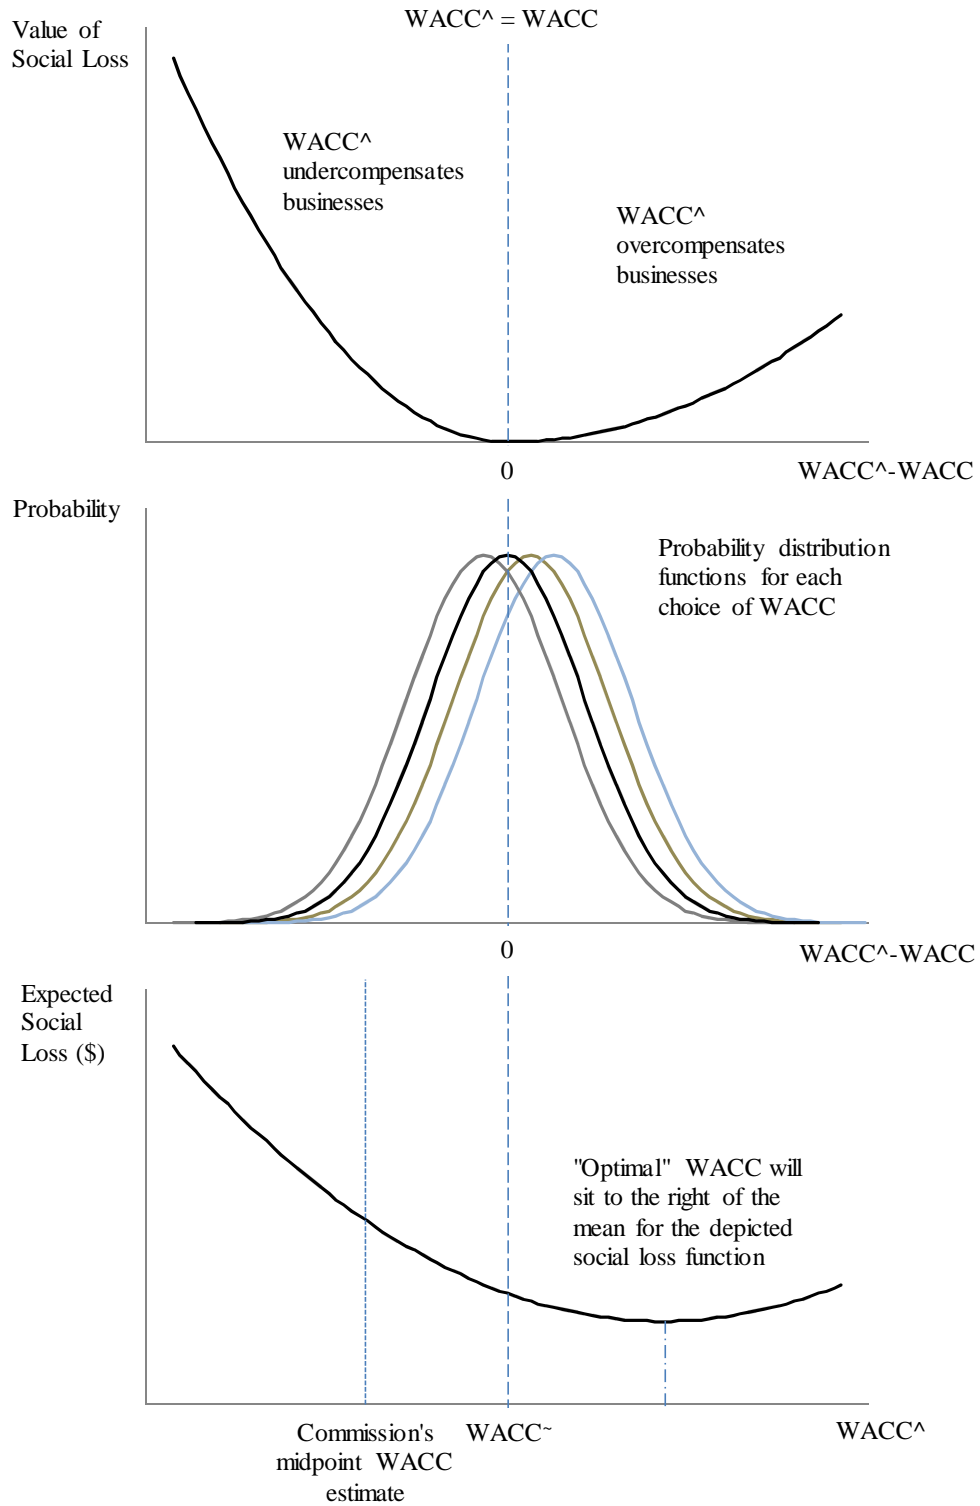 WACC^ = WACC
Value of
Social Loss
WACC^
undercompensates
businesses
WACC^
overcompensates
businesses
0
WACC^-WACC
Probability
Probability distribution
functions for each
choice of WACC
0
WACC^-WACC
Expected
Social
Loss ($)
"Optimal" WACC will
sit to the right of the
mean for the depicted
social loss function
Commission's
midpoint WACC
estimate
WACC~
WACC^